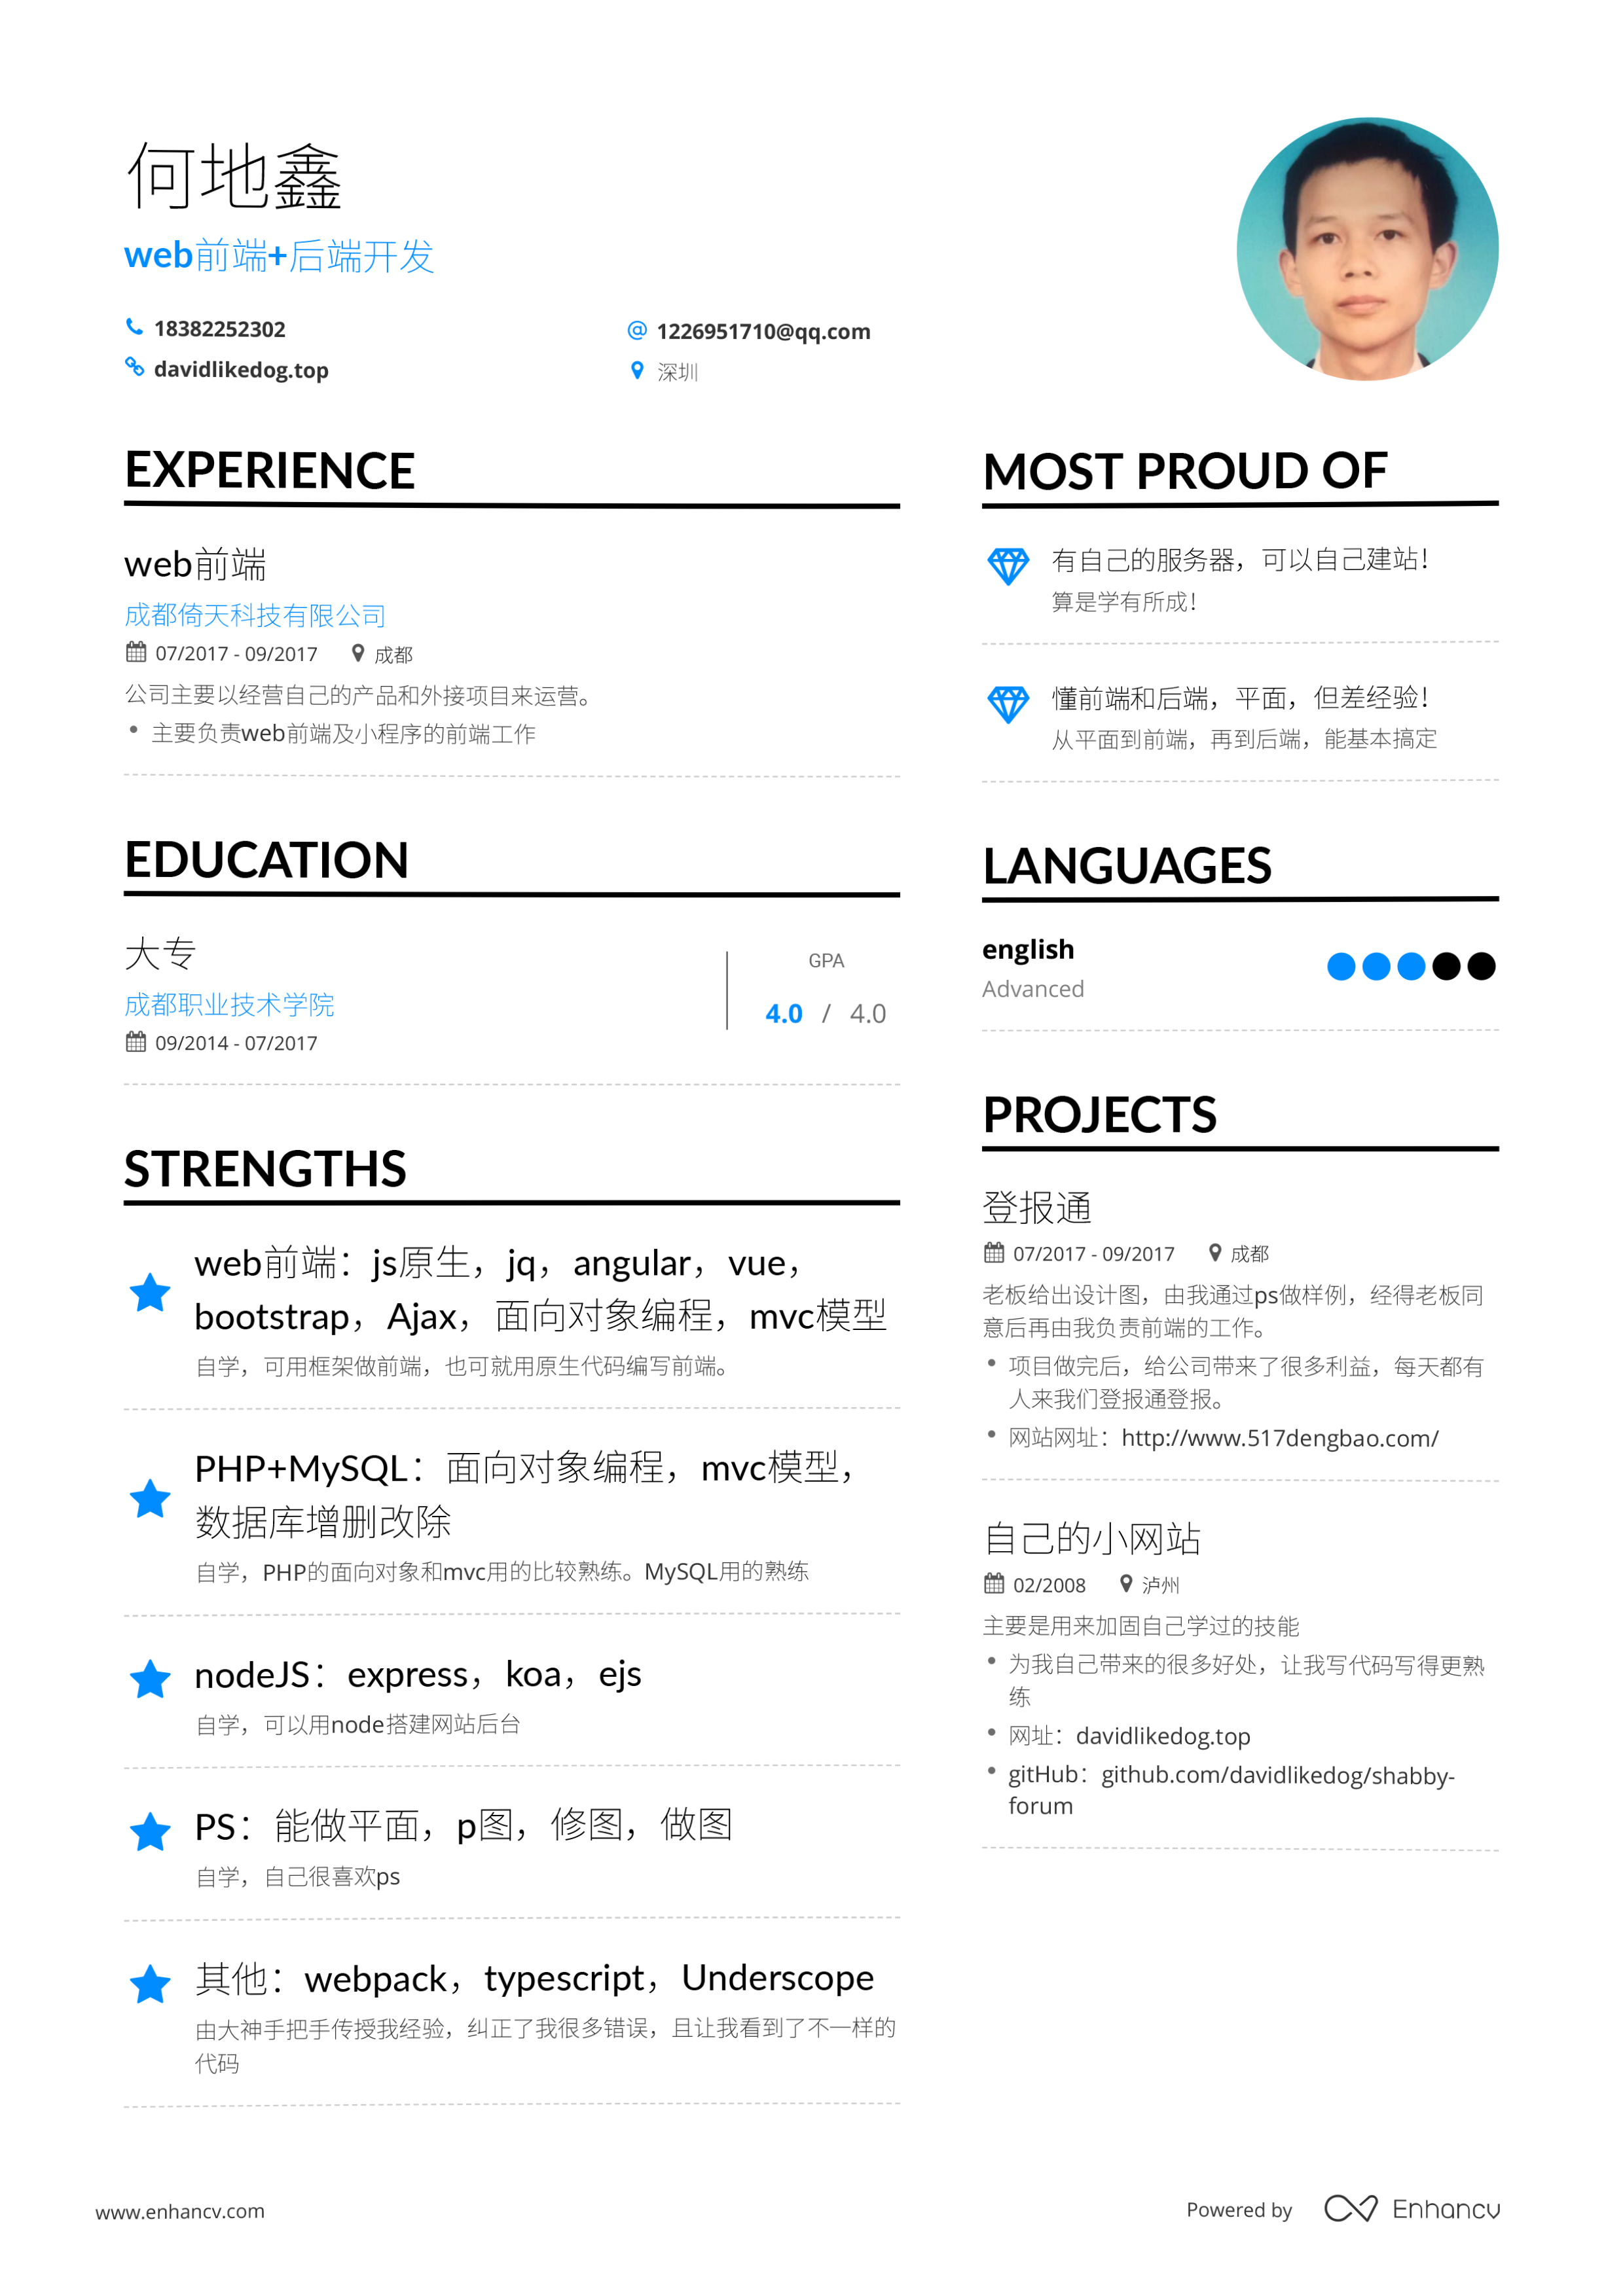 何地鑫
web前端+后端开发
18382252302
1226951710@qq.com
davidlikedog.top
深圳
EXPERIENCE
web前端
成都倚天科技有限公司
07/2017 - 09/2017 成都
公司主要以经营自己的产品和外接项目来运营。
• 主要负责web前端及小程序的前端工作
EDUCATION
大专
成都职业技术学院
09/2014 - 07/2017
GPA
4.0 / 4.0
STRENGTHS
web前端：js原生，jq，angular，vue，
bootstrap，Ajax，面向对象编程，mvc模型
自学，可用框架做前端，也可就用原生代码编写前端。
PHP+MySQL：面向对象编程，mvc模型，
数据库增删改除
自学，PHP的面向对象和mvc用的比较熟练。MySQL用的熟练
nodeJS：express，koa，ejs
自学，可以用node搭建网站后台
PS：能做平面，p图，修图，做图
自学，自己很喜欢ps
其他：webpack，typescript，Underscope
由大神手把手传授我经验，纠正了我很多错误，且让我看到了不一样的
代码
MOST PROUD OF
有自己的服务器，可以自己建站！
算是学有所成！
懂前端和后端，平面，但差经验！
从平面到前端，再到后端，能基本搞定
LANGUAGES
english
Advanced
PROJECTS
登报通
07/2017 - 09/2017 成都
老板给出设计图，由我通过ps做样例，经得老板同
意后再由我负责前端的工作。
• 项目做完后，给公司带来了很多利益，每天都有
人来我们登报通登报。
• 网站网址：http://www.517dengbao.com/
自己的小网站
02/2008 泸州
主要是用来加固自己学过的技能
• 为我自己带来的很多好处，让我写代码写得更熟
练
• 网址：davidlikedog.top
• gitHub：github.com/davidlikedog/shabby-
forum
www.enhancv.com
Powered by Enhancv